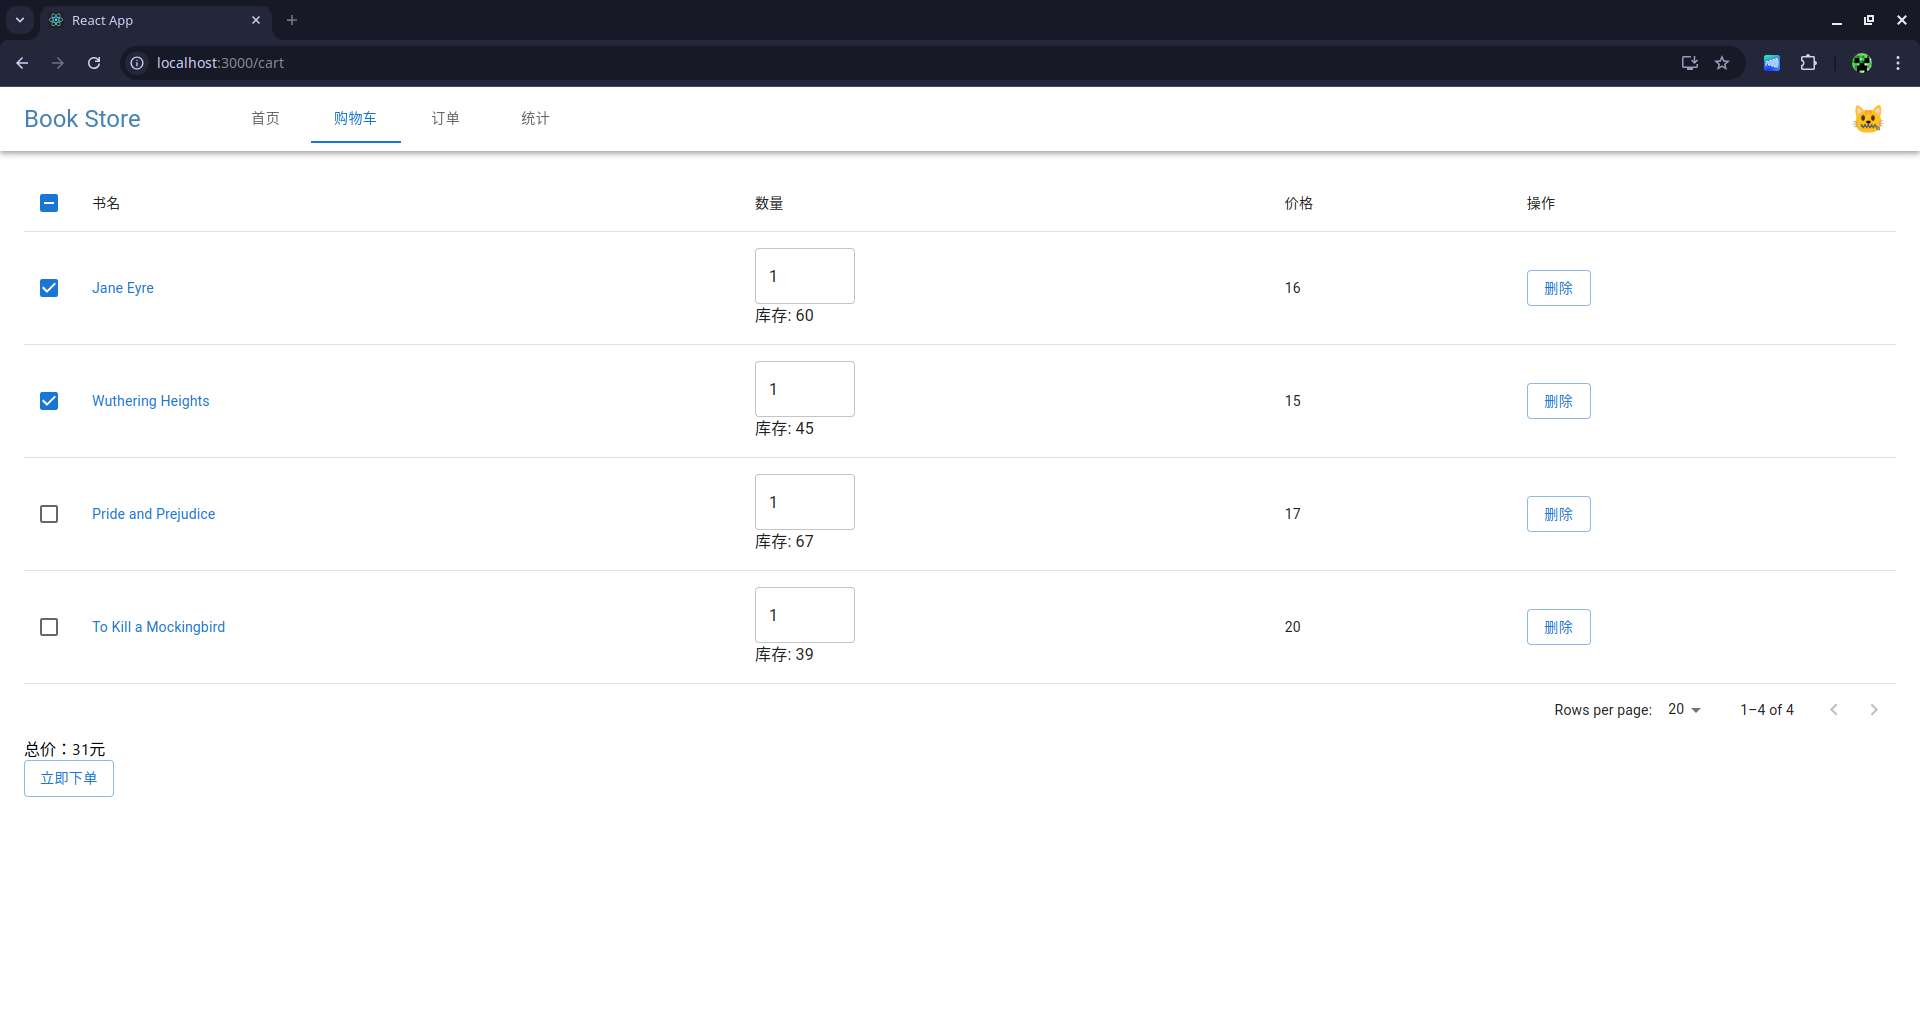 React App
localhost:3000/cart
Book Store 首页 购物车 订单 统计
书名 数量 价格 操作
Jane Eyre 1 16 删除
库存: 60
Wuthering Heights 1 15 删除
库存: 45
Pride and Prejudice 1 17 删除
库存: 67
To Kill a Mockingbird 1 20 删除
库存: 39
Rows per page: 20 1–4 of 4
总价：31元
立即下单